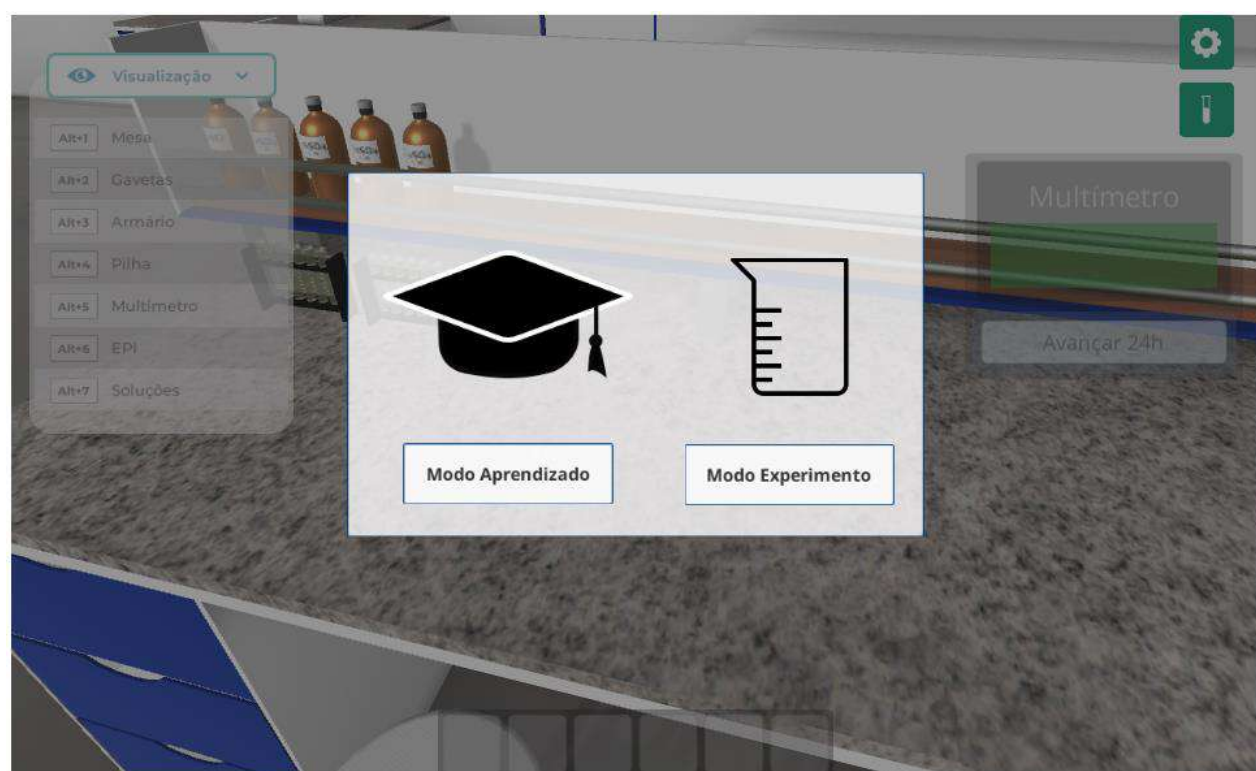 Visualização
Alt+1 Mesa
Alt+2 Gavetas
Alt+3 Armário
Alt+4 Pilha
Alt+5 Multímetro
Alt+6 EPI
Alt+7 Soluções
Modo Aprendizado
Modo Experimento
Multímetro
Avançar 24h